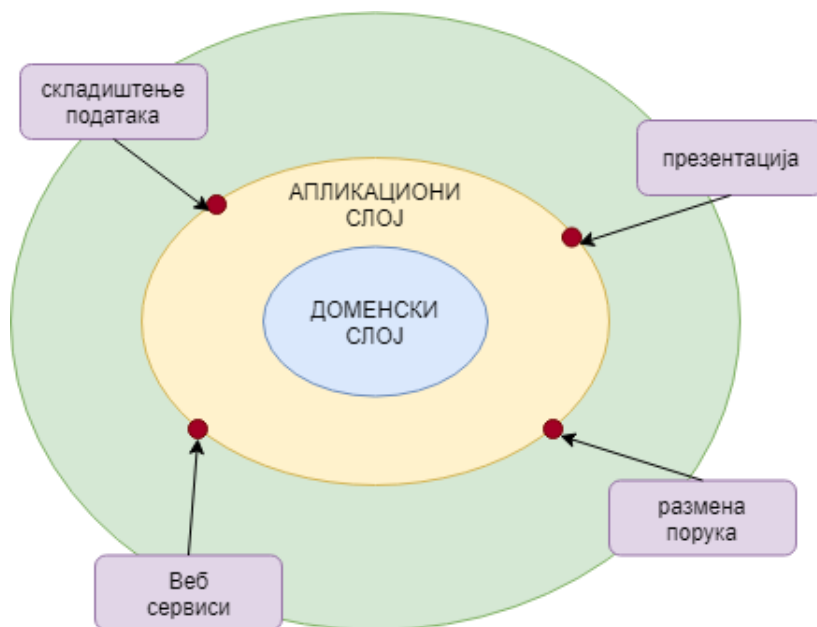 складиштење
података
презентација
АПЛИКАЦИОНИ
СЛОЈ
ДОМЕНСКИ
СЛОЈ
размена
порука
Веб
сервиси